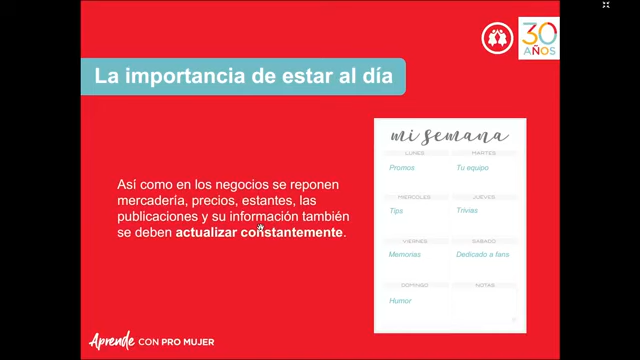 30
AÑOS
La importancia de estar al día
mi semana
LUNES
MARTES
Promos
Tu equipo
Así como en los negocios se reponen
mercadería, precios, estantes, las
publicaciones y su información también
se deben actualizar constantemente.
MIERCOLES
JUEVES
Tips
Trivias
VIERNES
SABADO
Memorias
Dedicado a fans
DOMINGO
NOTAS
Humor
Aprende CON PRO MUJER